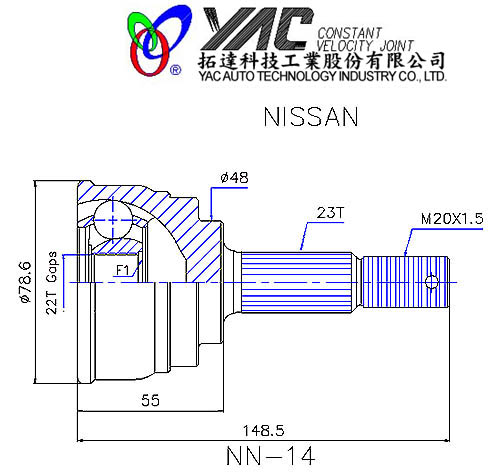 YAC CONSTANT
VELOCITY JOINT
®
拓達科技工業股份有限公司
YAC AUTO TECHNOLOGY INDUSTRY CO., LTD.
NISSAN
ø48
23T
M20X1.5
F1
22T Gaps
ø78.6
55
148.5
NN-14